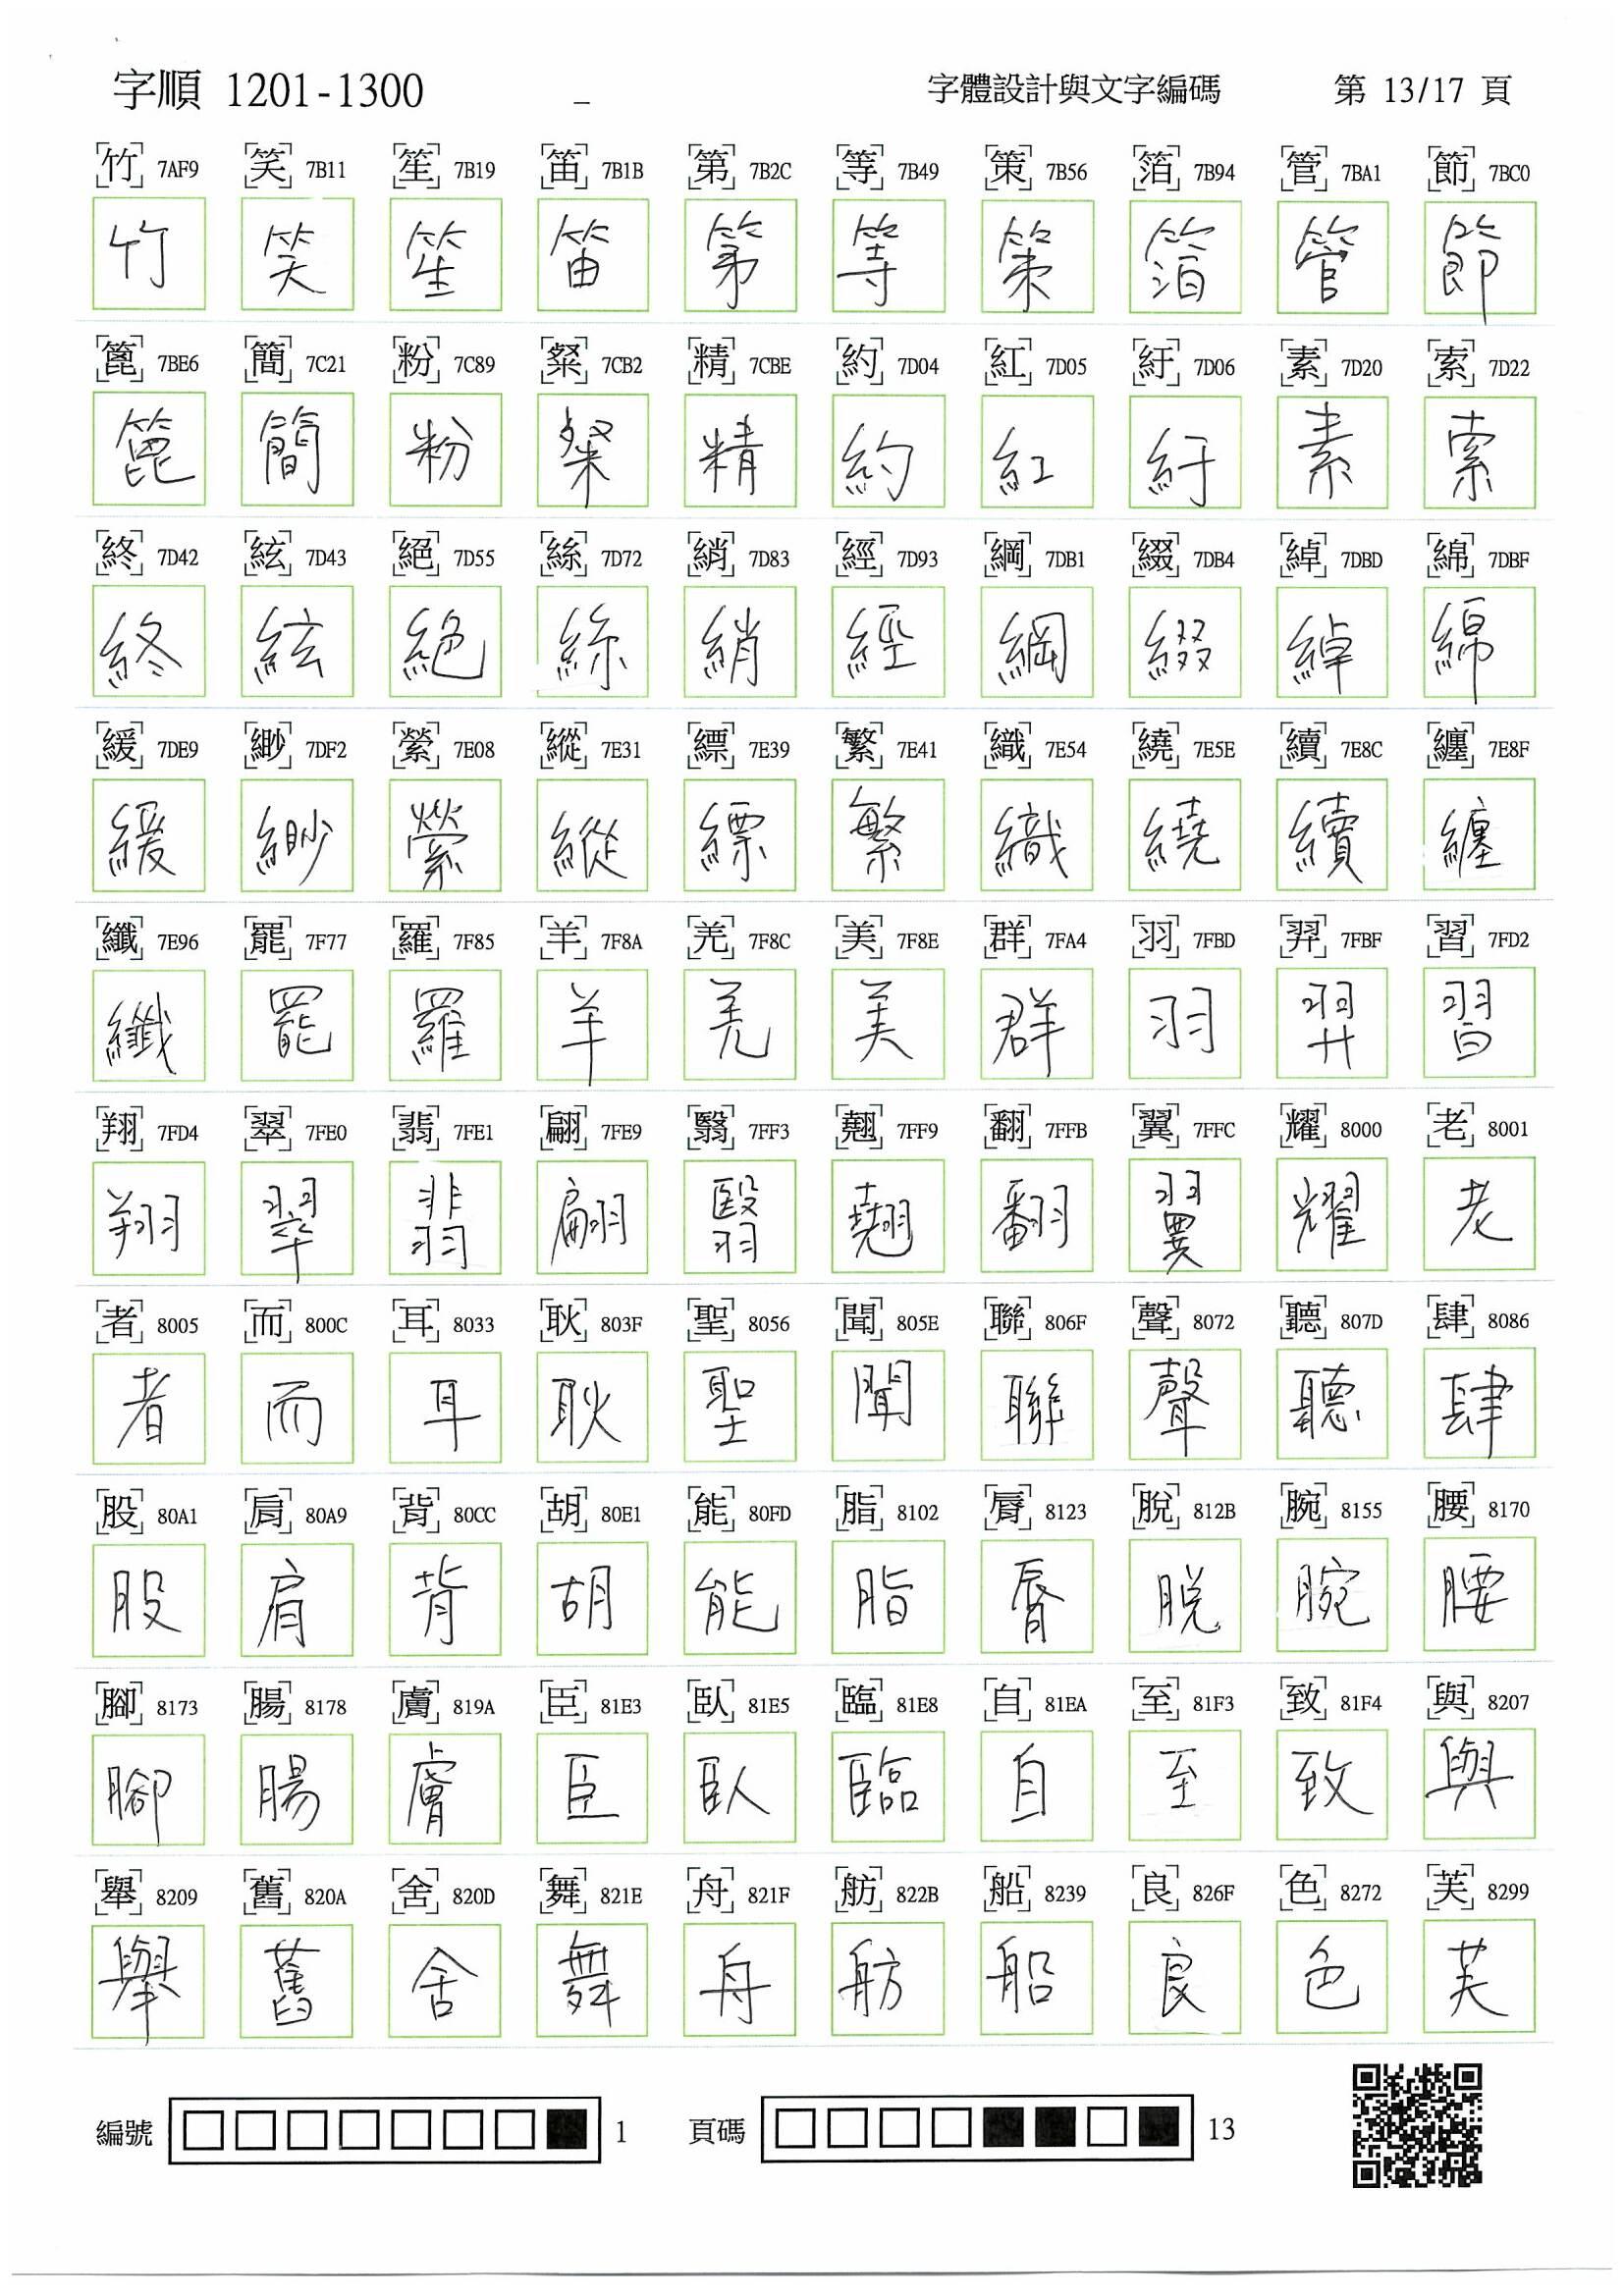 字順 1201-1300 _ 字體設計與文字編碼 第 13/17 頁
竹 7AF9 笑 7B11 笙 7B19 笛 7B1B 第 7B2C 等 7B49 策 7B56 箔 7B94 管 7BA1 節 7BC0
竹 笑 笙 笛 第 等 策 箔 管 節
篦 7BE6 簡 7C21 粉 7C89 粲 7CB2 精 7CBE 約 7D04 紅 7D05 紆 7D06 素 7D20 索 7D22
篦 簡 粉 粲 精 約 紅 紆 素 索
終 7D42 絃 7D43 絕 7D55 絲 7D72 綃 7D83 經 7D93 綱 7DB1 綴 7DB4 綽 7DBD 綿 7DBF
終 絃 絕 絲 綃 經 綱 綴 綽 綿
緩 7DE9 緲 7DF2 縈 7E08 縱 7E31 縹 7E39 繁 7E41 織 7E54 繞 7E5E 續 7E8C 纏 7E8F
緩 緲 縈 縱 縹 繁 織 繞 續 纏
纖 7E96 罷 7F77 羅 7F85 羊 7F8A 羌 7F8C 美 7F8E 群 7FA4 羽 7FBD 羿 7FBF 習 7FD2
纖 罷 羅 羊 羌 美 群 羽 羿 習
翔 7FD4 翠 7FE0 翡 7FE1 翩 7FE9 翳 7FF3 翹 7FF9 翻 7FFB 翼 7FFC 耀 8000 老 8001
翔 翠 翡 翩 翳 翹 翻 翼 耀 老
者 8005 而 800C 耳 8033 耿 803F 聖 8056 聞 805E 聯 806F 聲 8072 聽 807D 肆 8086
者 而 耳 耿 聖 聞 聯 聲 聽 肆
股 80A1 肩 80A9 背 80CC 胡 80E1 能 80FD 脂 8102 脣 8123 脫 812B 腕 8155 腰 8170
股 肩 背 胡 能 脂 脣 脫 腕 腰
腳 8173 腸 8178 膚 819A 臣 81E3 臥 81E5 臨 81E8 自 81EA 至 81F3 致 81F4 與 8207
腳 腸 膚 臣 臥 臨 自 至 致 與
舉 8209 舊 820A 舍 820D 舞 821E 舟 821F 舫 822B 船 8239 良 826F 色 8272 芙 8299
舉 舊 舍 舞 舟 舫 船 良 色 芙
編號 1 頁碼 13